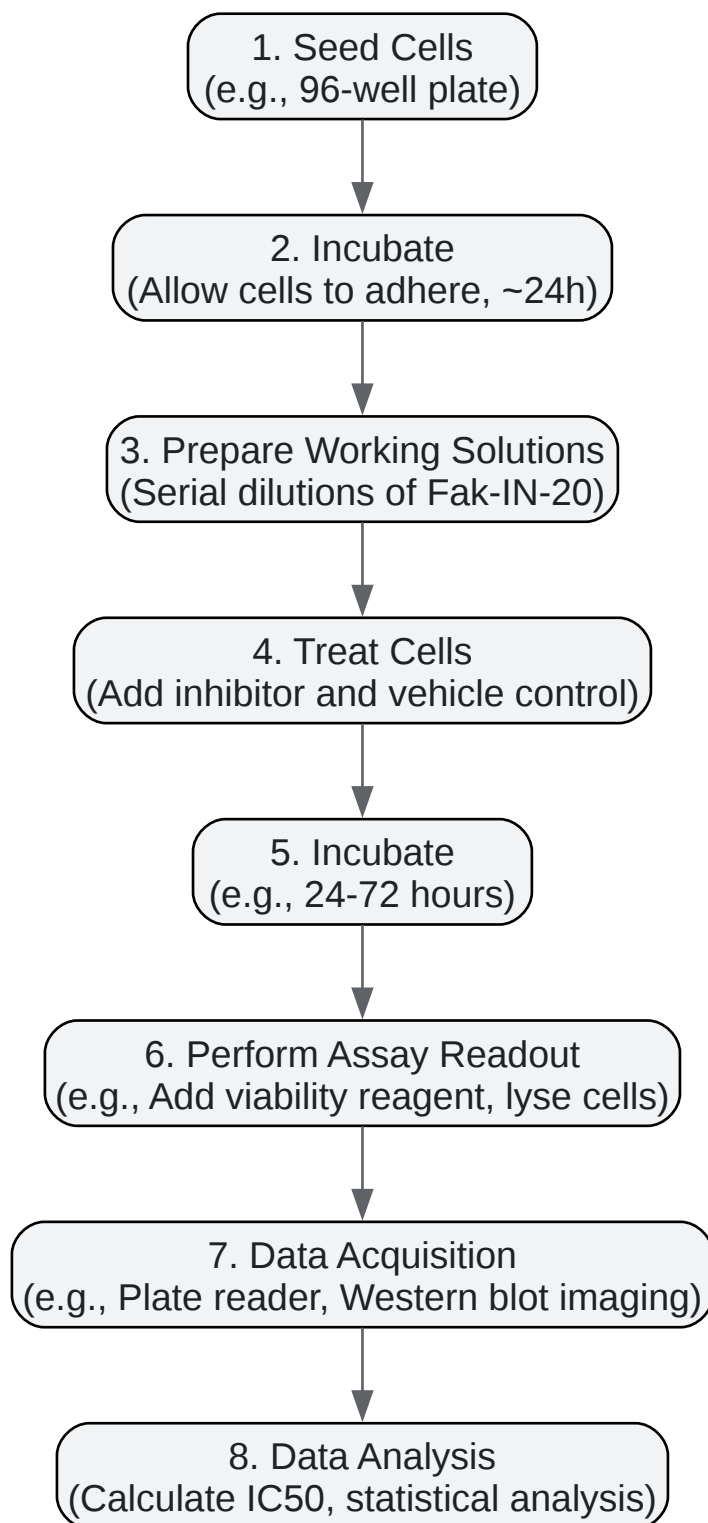 1. Seed Cells
(e.g., 96-well plate)
2. Incubate
(Allow cells to adhere, ~24h)
3. Prepare Working Solutions
(Serial dilutions of Fak-IN-20)
4. Treat Cells
(Add inhibitor and vehicle control)
5. Incubate
(e.g., 24-72 hours)
6. Perform Assay Readout
(e.g., Add viability reagent, lyse cells)
7. Data Acquisition
(e.g., Plate reader, Western blot imaging)
8. Data Analysis
(Calculate IC50, statistical analysis)